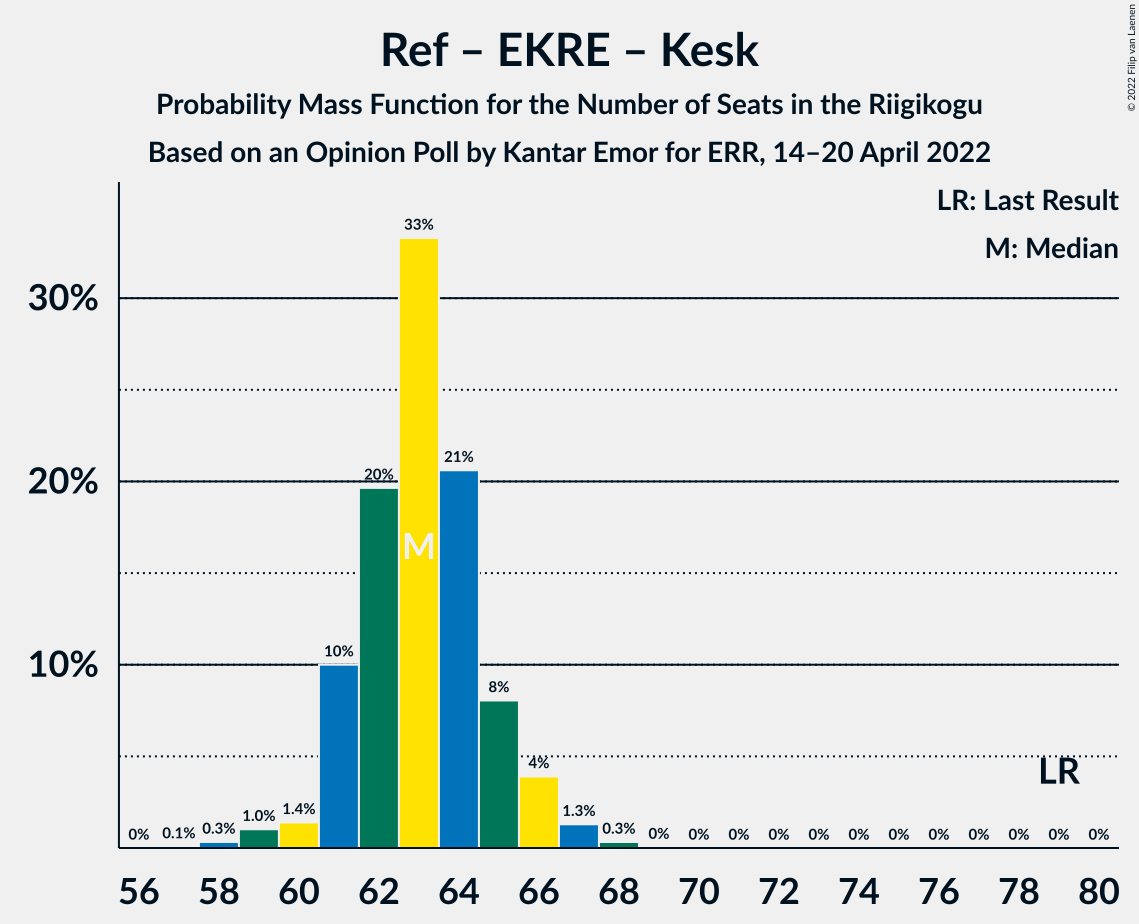 Ref – EKRE – Kesk
Probability Mass Function for the Number of Seats in the Riigikogu
Based on an Opinion Poll by Kantar Emor for ERR, 14–20 April 2022
© 2022 Filip van Laenen
LR: Last Result
M: Median
33%
30%
21%
20%
20%
M
10%
10%
8%
4%
LR
0% 0.1% 0.3% 1.0% 1.4% 1.3% 0.3% 0% 0% 0% 0% 0% 0% 0% 0% 0% 0% 0% 0%
56 58 60 62 64 66 68 70 72 74 76 78 80